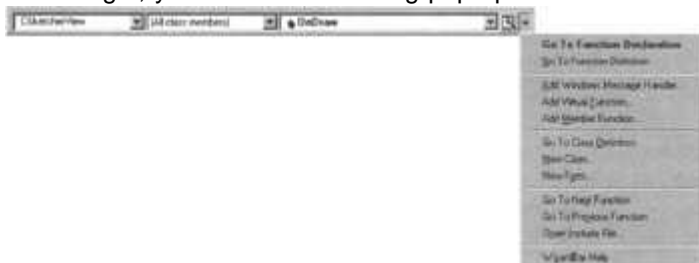 (All class members)
OnDraw
Go To Function Declaration
Go To Function Definition
Add Windows Message Handler...
Add Virtual Function...
Add Member Function...
Go To Class Definition
New Class...
New Form...
Go To Next Function
Go To Previous Function
Open Include File...
WizardBar Help